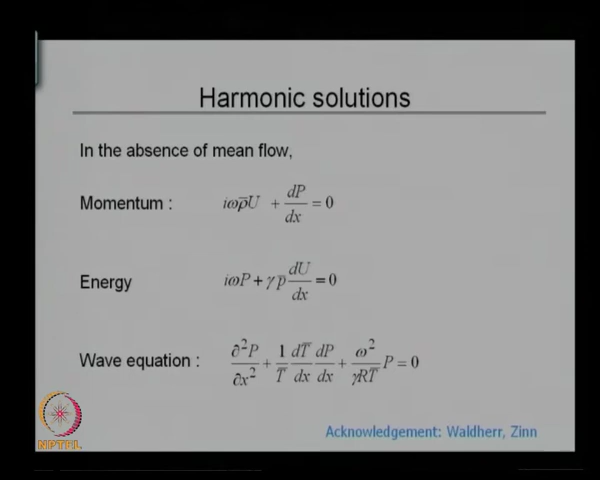 Harmonic solutions
In the absence of mean flow,
Momentum : iωρ̄U + dP/dx = 0
Energy iωP + γp̄ dU/dx = 0
Wave equation : ∂²P/∂x² + 1/T̄ dT̄/dx dP/dx + ω²/γRT̄ P = 0
NPTEL
Acknowledgement: Waldherr, Zinn